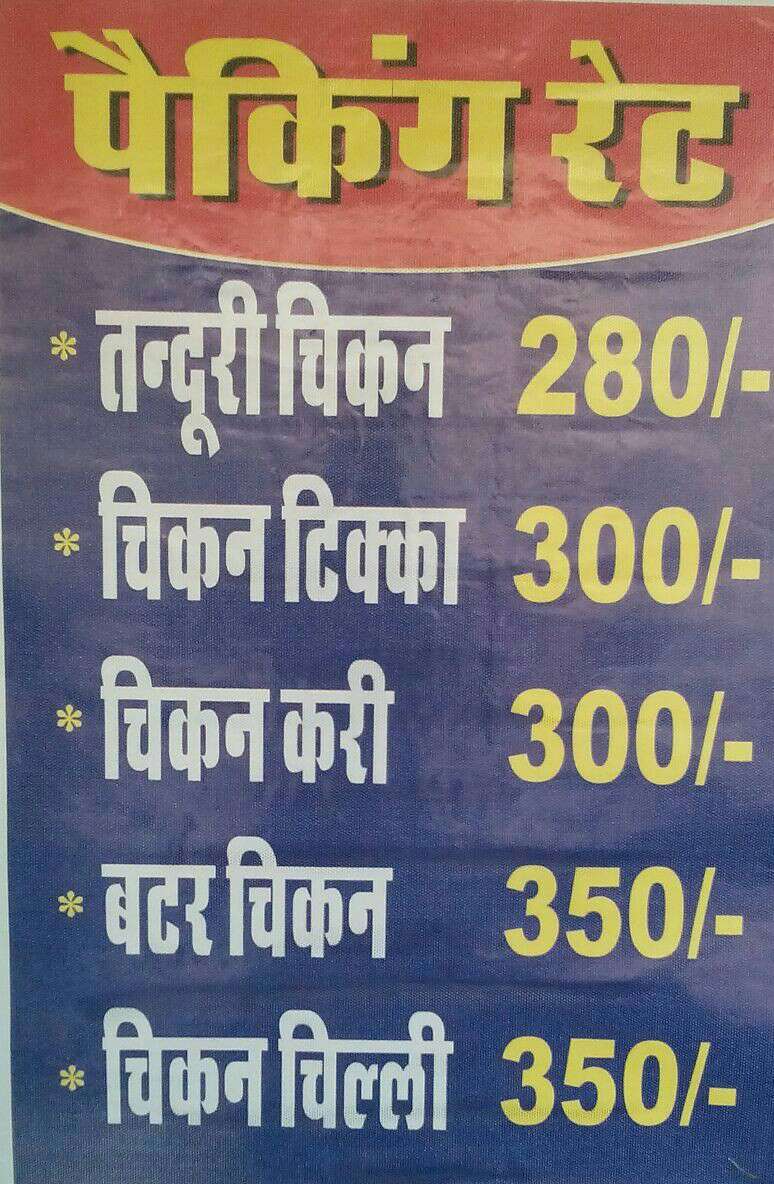 पैकिंग रेट
* तन्दूरी चिकन 280/-
* चिकन टिक्का 300/-
* चिकन करी 300/-
* बटर चिकन 350/-
* चिकन चिल्ली 350/-